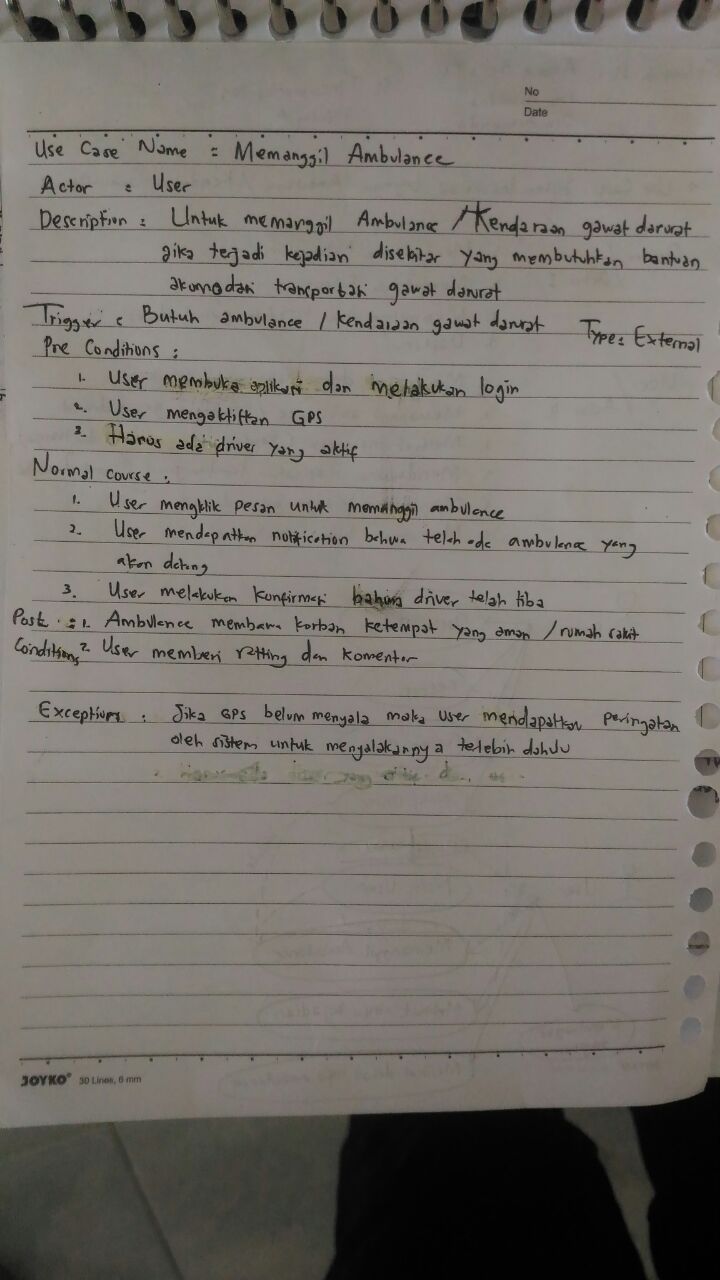 No
Date
Use Case Name : Memanggil Ambulance
Actor : User
Description : Untuk memanggil Ambulance / Kendaraan gawat darurat
jika terjadi kejadian disekitar yang membutuhkan bantuan
akomodasi transportasi gawat darurat
Trigger : Butuh ambulance / kendaraan gawat darurat Type : External
Pre Conditions :
1. User membuka aplikasi dan melakukan login
2. User mengaktifkan GPS
3. Harus ada driver yang aktif
Normal course :
1. User mengklik pesan untuk memanggil ambulance
2. User mendapatkan notification bahwa telah ada ambulance yang
akan datang
3. User melakukan konfirmasi bahwa driver telah tiba
Post : 1. Ambulance membawa korban ketempat yang aman / rumah sakit
Conditions 2. User memberi ratting dan komentar
Exceptions : Jika GPS belum menyala maka user mendapatkan peringatan
oleh sistem untuk menyalakannya telebih dahulu
JOYKO® 30 Lines, 6 mm